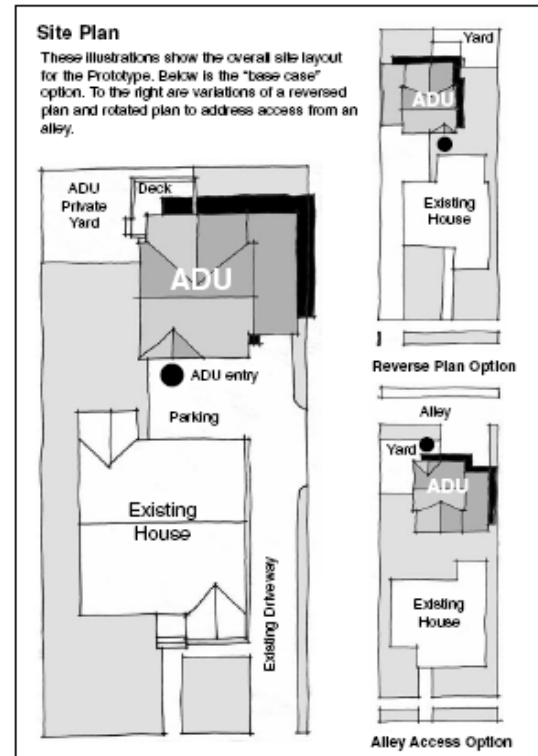 Site Plan
These illustrations show the overall site layout
for the Prototype. Below is the "base case"
option. To the right are variations of a reversed
plan and rotated plan to address access from an
alley.
ADU
Private
Yard
Deck
ADU
ADU entry
Parking
Existing
House
Existing Driveway
Yard
ADU
Existing
House
Reverse Plan Option
Alley
Yard
ADU
Existing
House
Alley Access Option